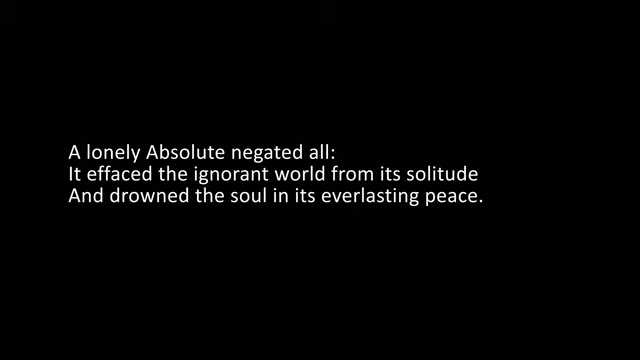 A lonely Absolute negated all:
It effaced the ignorant world from its solitude
And drowned the soul in its everlasting peace.